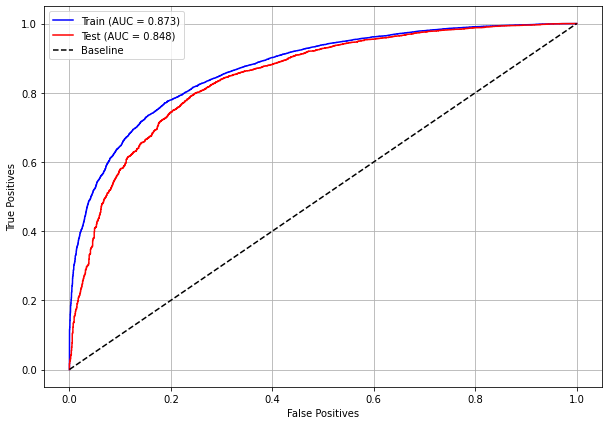 Train (AUC = 0.873)
Test (AUC = 0.848)
Baseline
True Positives
1.0
0.8
0.6
0.4
0.2
0.0
0.0 0.2 0.4 0.6 0.8 1.0
False Positives